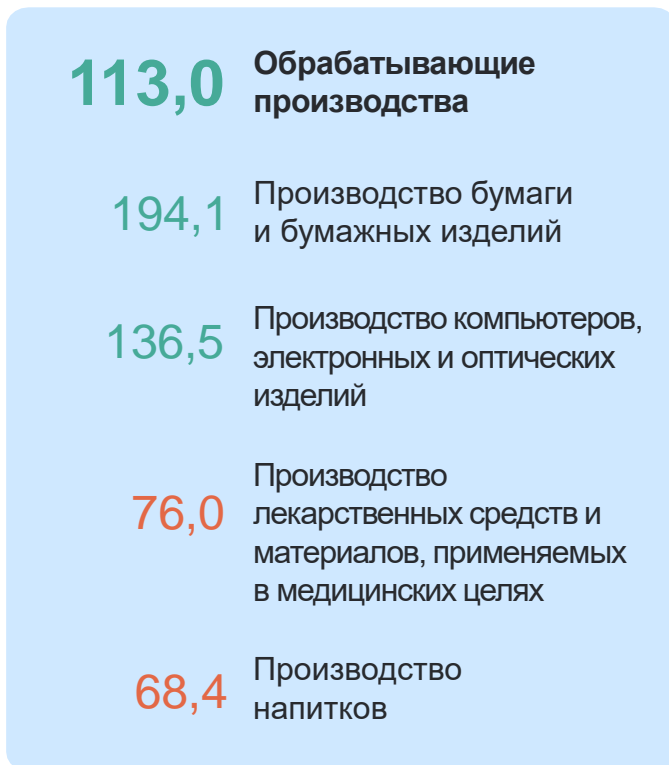 113,0 Обрабатывающие
производства
194,1 Производство бумаги
и бумажных изделий
136,5 Производство компьютеров,
электронных и оптических
изделий
76,0 Производство
лекарственных средств и
материалов, применяемых
в медицинских целях
68,4 Производство
напитков